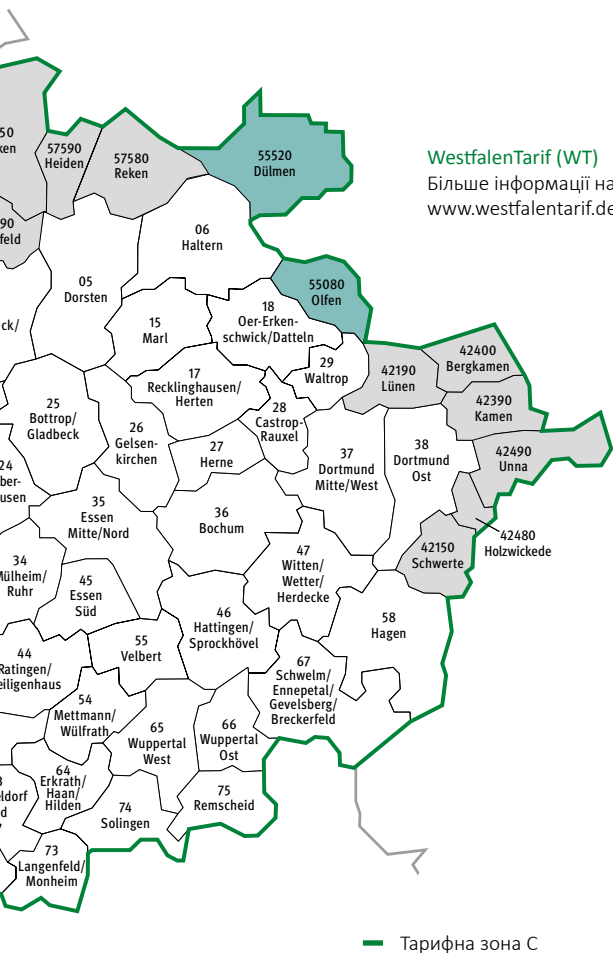 50
ken
57590
Heiden
57580
Reken
55520
Dülmen
WestfalenTarif (WT)
Більше інформації на
www.westfalentarif.de
90
feld
06
Haltern
05
Dorsten
55080
Olfen
ck/
15
Marl
18
Oer-Erken-
schwick/Datteln
29
Waltrop
42190
Lünen
42400
Bergkamen
17
Recklinghausen/
Herten
42390
Kamen
25
Bottrop/
Gladbeck
26
Gelsen-
kirchen
28
Castrop-
Rauxel
27
Herne
37
Dortmund
Mitte/West
38
Dortmund
Ost
42490
Unna
24
ber-
usen
35
Essen
Mitte/Nord
36
Bochum
42480
Holzwickede
42150
Schwerte
34
Mülheim/
Ruhr
45
Essen
Süd
47
Witten/
Wetter/
Herdecke
46
Hattingen/
Sprockhövel
58
Hagen
44
Ratingen/
eiligenhaus
55
Velbert
67
Schwelm/
Ennepetal/
Gevelsberg/
Breckerfeld
54
Mettmann/
Wülfrath
65
Wuppertal
West
66
Wuppertal
Ost
64
Erkrath/
Haan/
Hilden
eldorf
d
74
Solingen
75
Remscheid
73
Langenfeld/
Monheim
Тарифна зона C